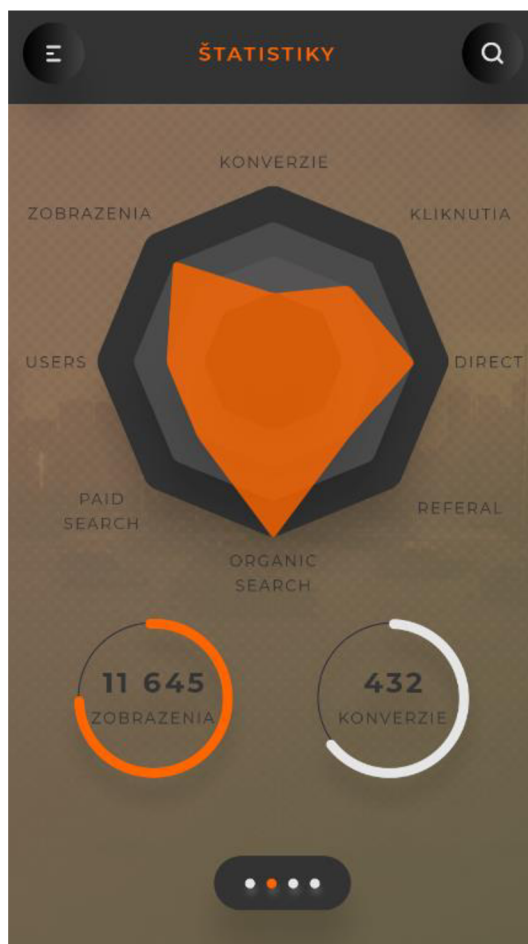 ŠTATISTIKY
KONVERZIE
ZOBRAZENIA
KLIKNUTIA
USERS
DIRECT
PAID
SEARCH
REFERAL
ORGANIC
SEARCH
11 645
ZOBRAZENIA
432
KONVERZIE